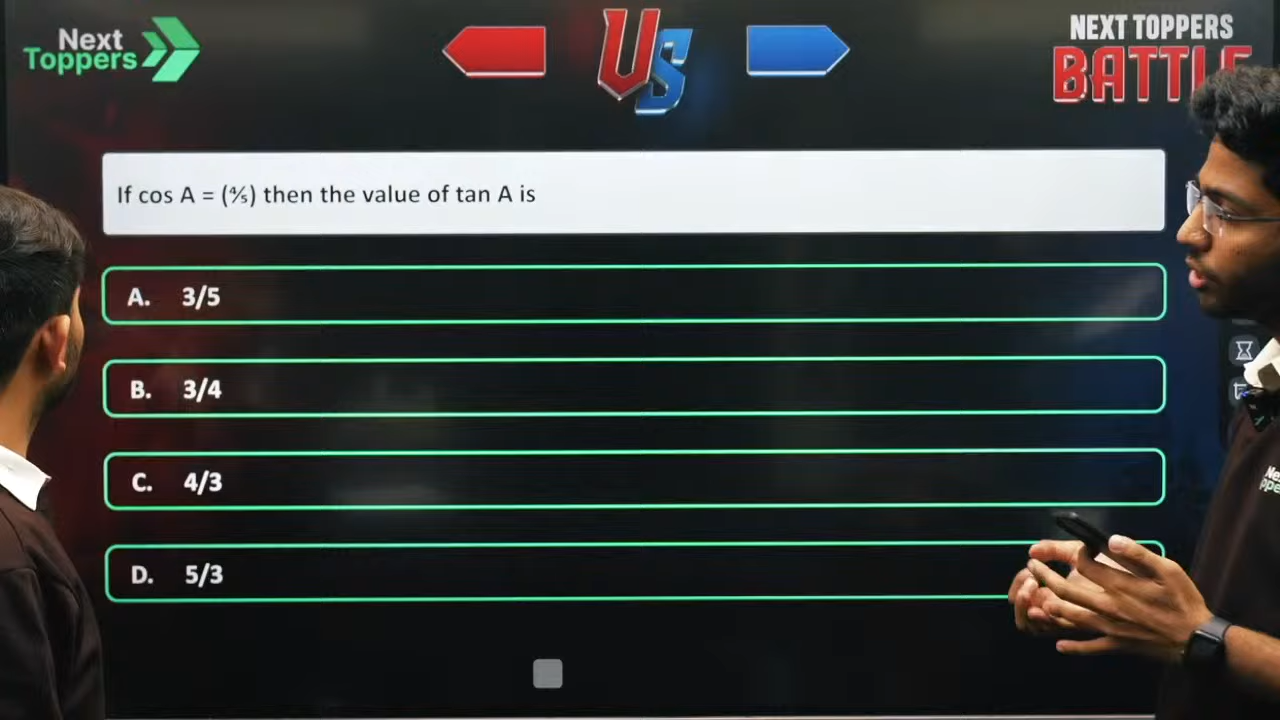 Next
Toppers
US
NEXT TOPPERS
BATTLE
If cos A = (⅘) then the value of tan A is
A. 3/5
B. 3/4
C. 4/3
D. 5/3